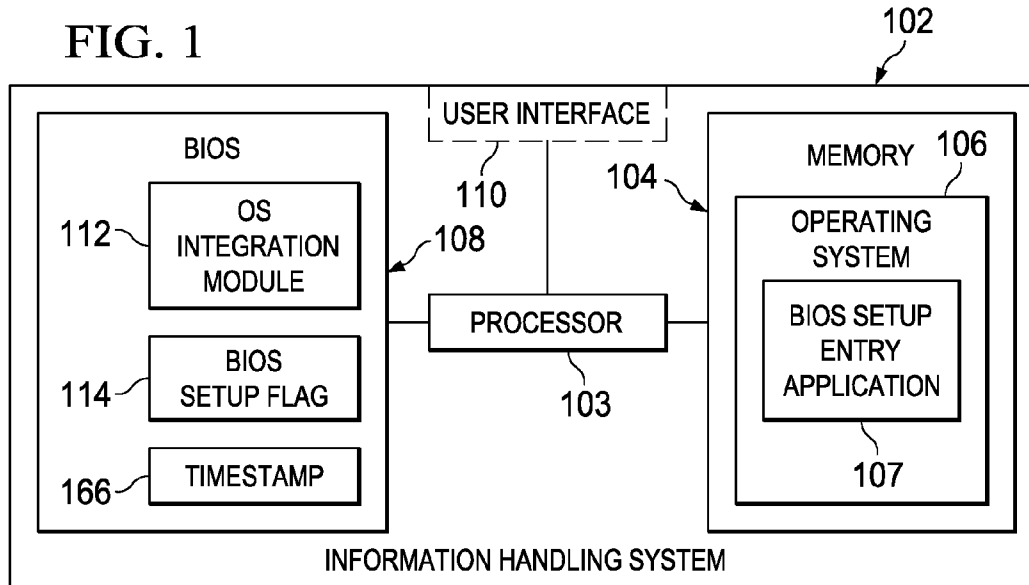 FIG. 1
102
USER INTERFACE
110
BIOS
112
OS
INTEGRATION
MODULE
108
114
BIOS
SETUP FLAG
166
TIMESTAMP
PROCESSOR
103
104
MEMORY
106
OPERATING
SYSTEM
BIOS SETUP
ENTRY
APPLICATION
107
INFORMATION HANDLING SYSTEM